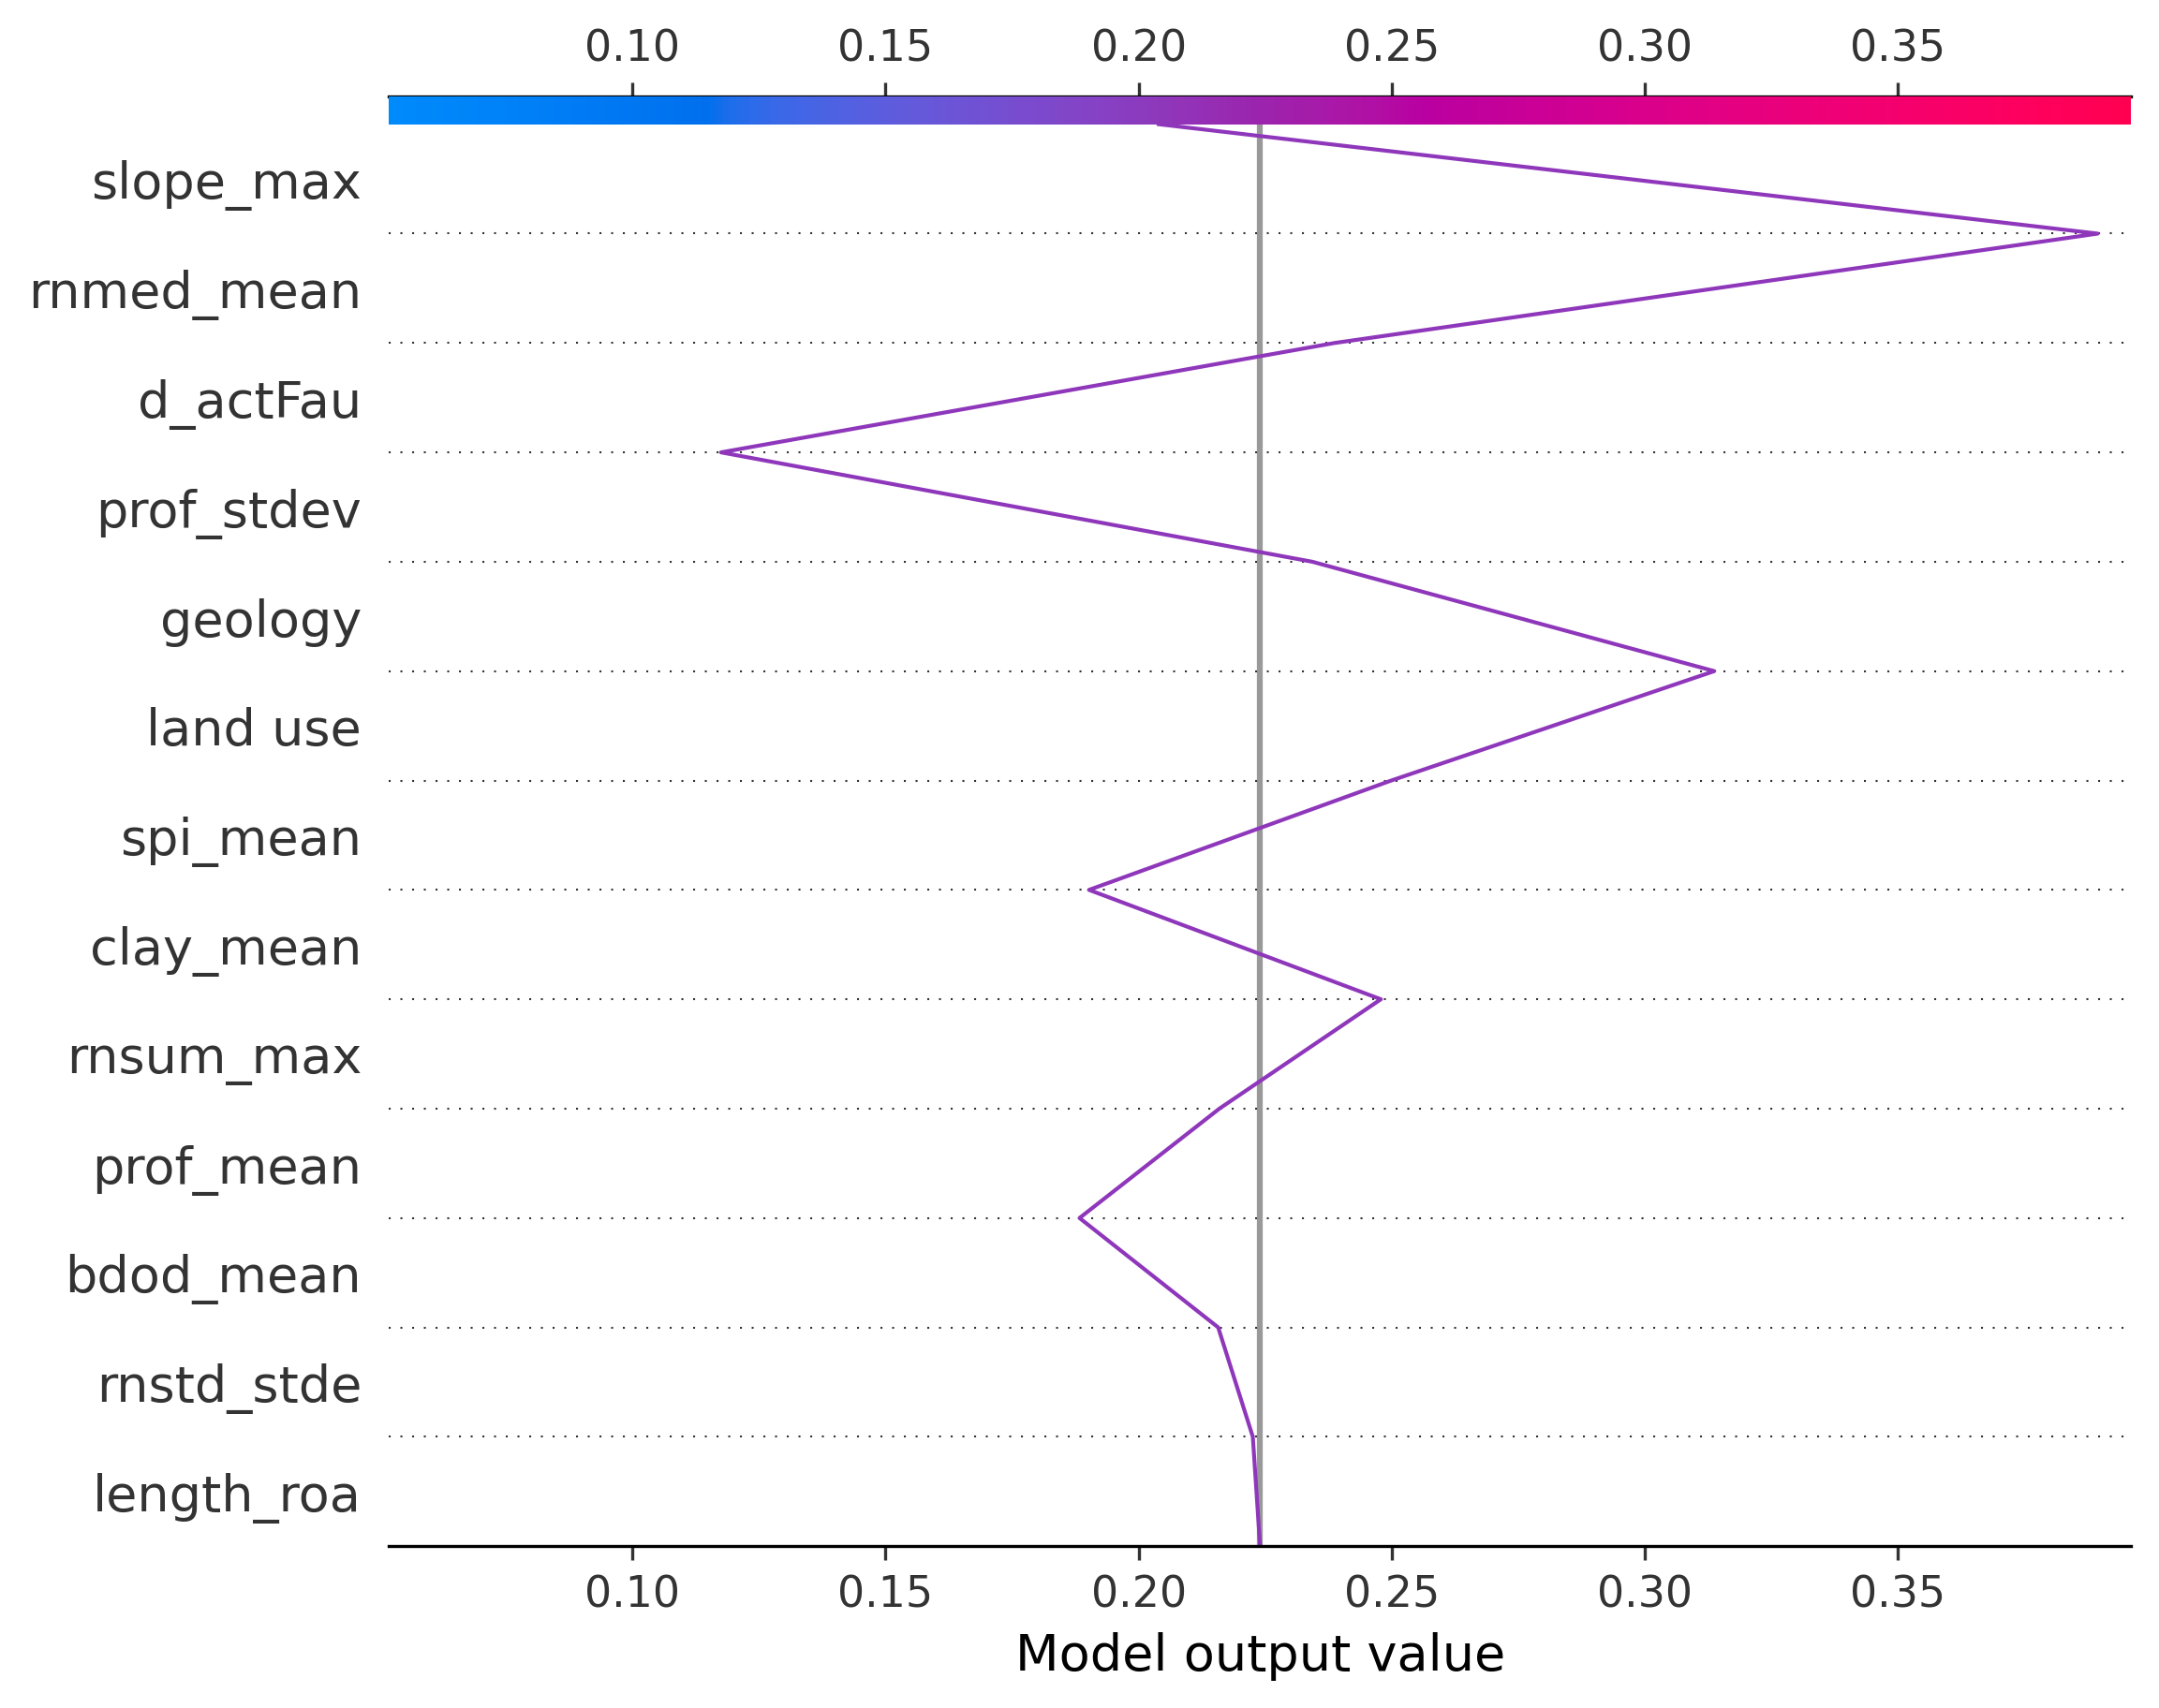 0.10 0.15 0.20 0.25 0.30 0.35
slope_max
rnmed_mean
d_actFau
prof_stdev
geology
land use
spi_mean
clay_mean
rnsum_max
prof_mean
bdod_mean
rnstd_stde
length_roa
0.10 0.15 0.20 0.25 0.30 0.35
Model output value